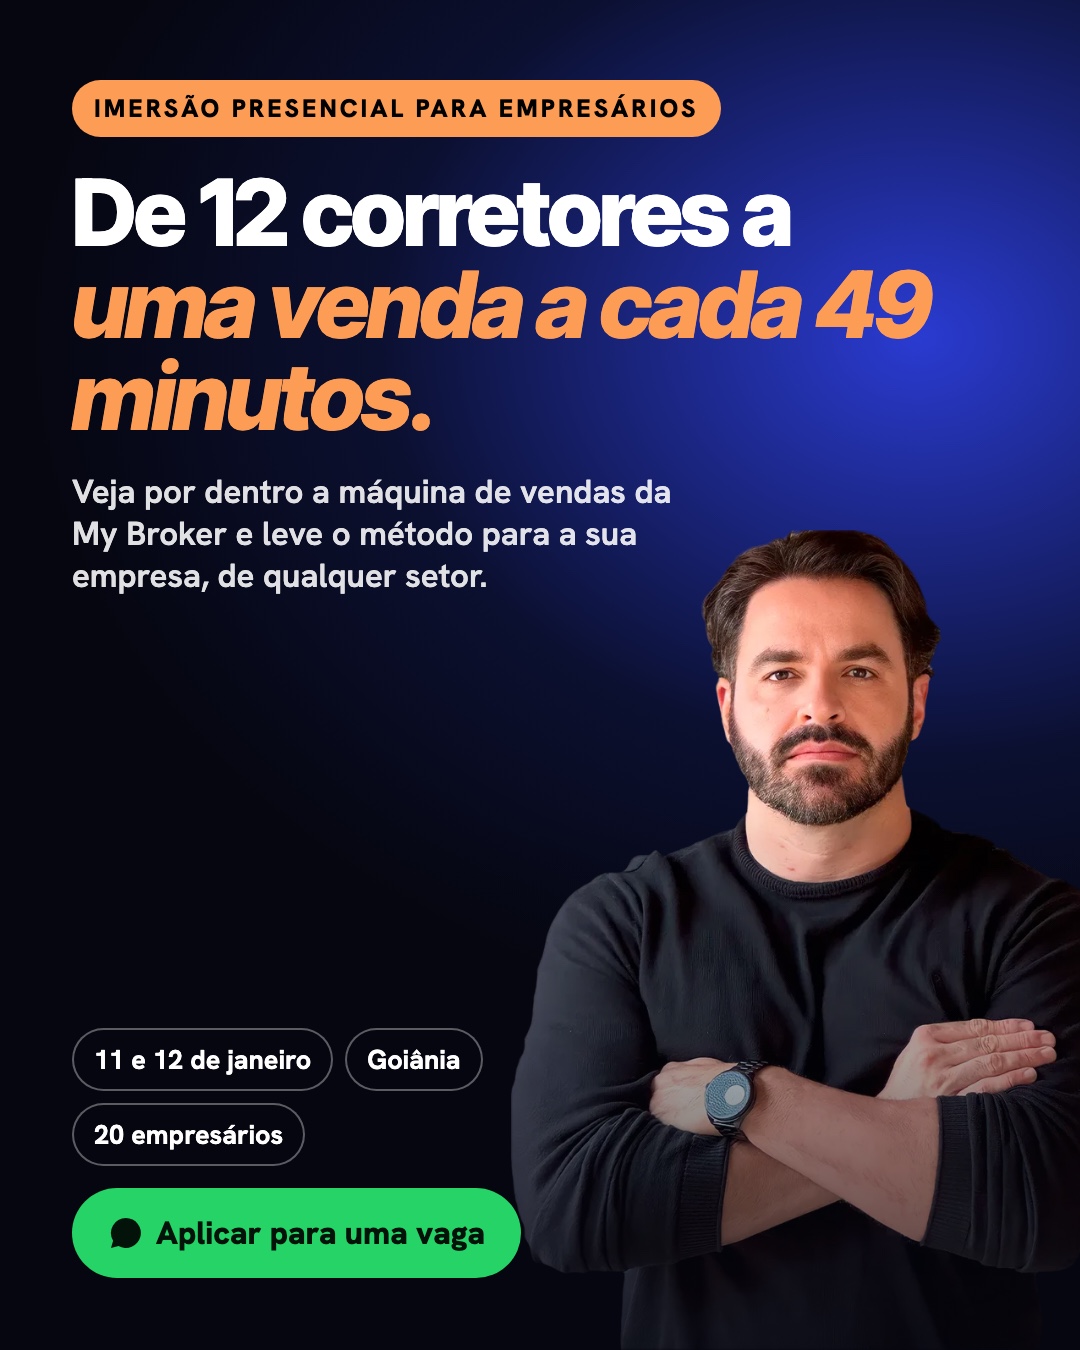 IMERSÃO PRESENCIAL PARA EMPRESÁRIOS
De 12 corretores a
uma venda a cada 49
minutos.
Veja por dentro a máquina de vendas da
My Broker e leve o método para a sua
empresa, de qualquer setor.
11 e 12 de janeiro
Goiânia
20 empresários
Aplicar para uma vaga